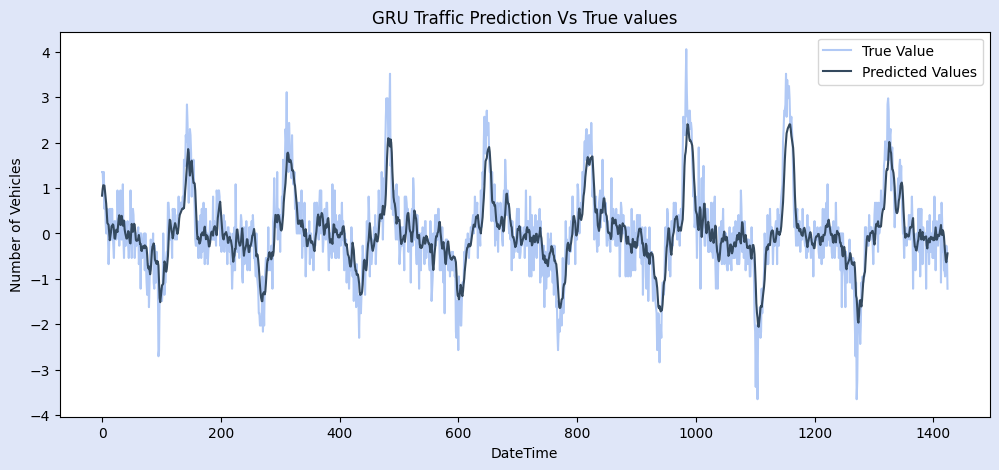 GRU Traffic Prediction Vs True values
True Value
Predicted Values
Number of Vehicles
4
3
2
1
0
−1
−2
−3
−4
0 200 400 600 800 1000 1200 1400
DateTime